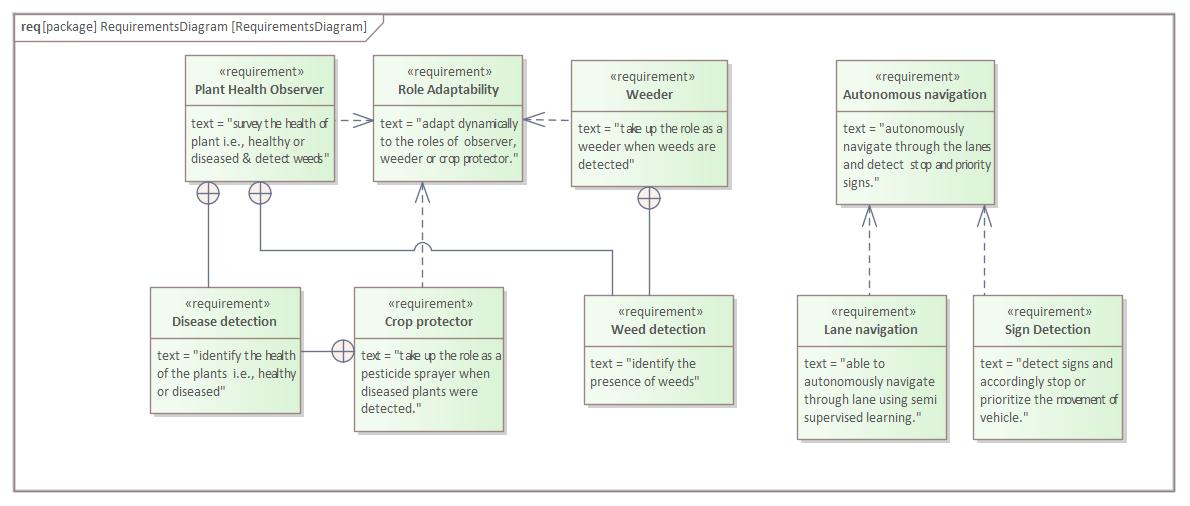 req [package] RequirementsDiagram [RequirementsDiagram]
«requirement»
Plant Health Observer
text = "survey the health of
plant i.e., healthy or
diseased & detect weeds"
«requirement»
Role Adaptability
text = "adapt dynamically
to the roles of observer,
weeder or crop protector."
«requirement»
Weeder
text = "take up the role as a
weeder when weeds are
detected"
«requirement»
Autonomous navigation
text = "autonomously
navigate through the lanes
and detect stop and priority
signs."
«requirement»
Disease detection
text = "identify the health
of the plants i.e., healthy
or diseased"
«requirement»
Crop protector
text = "take up the role as a
pesticide sprayer when
diseased plants were
detected."
«requirement»
Weed detection
text = "identify the
presence of weeds"
«requirement»
Lane navigation
text = "able to
autonomously navigate
through lane using semi
supervised learning."
«requirement»
Sign Detection
text = "detect signs and
accordingly stop or
prioritize the movement of
vehicle."